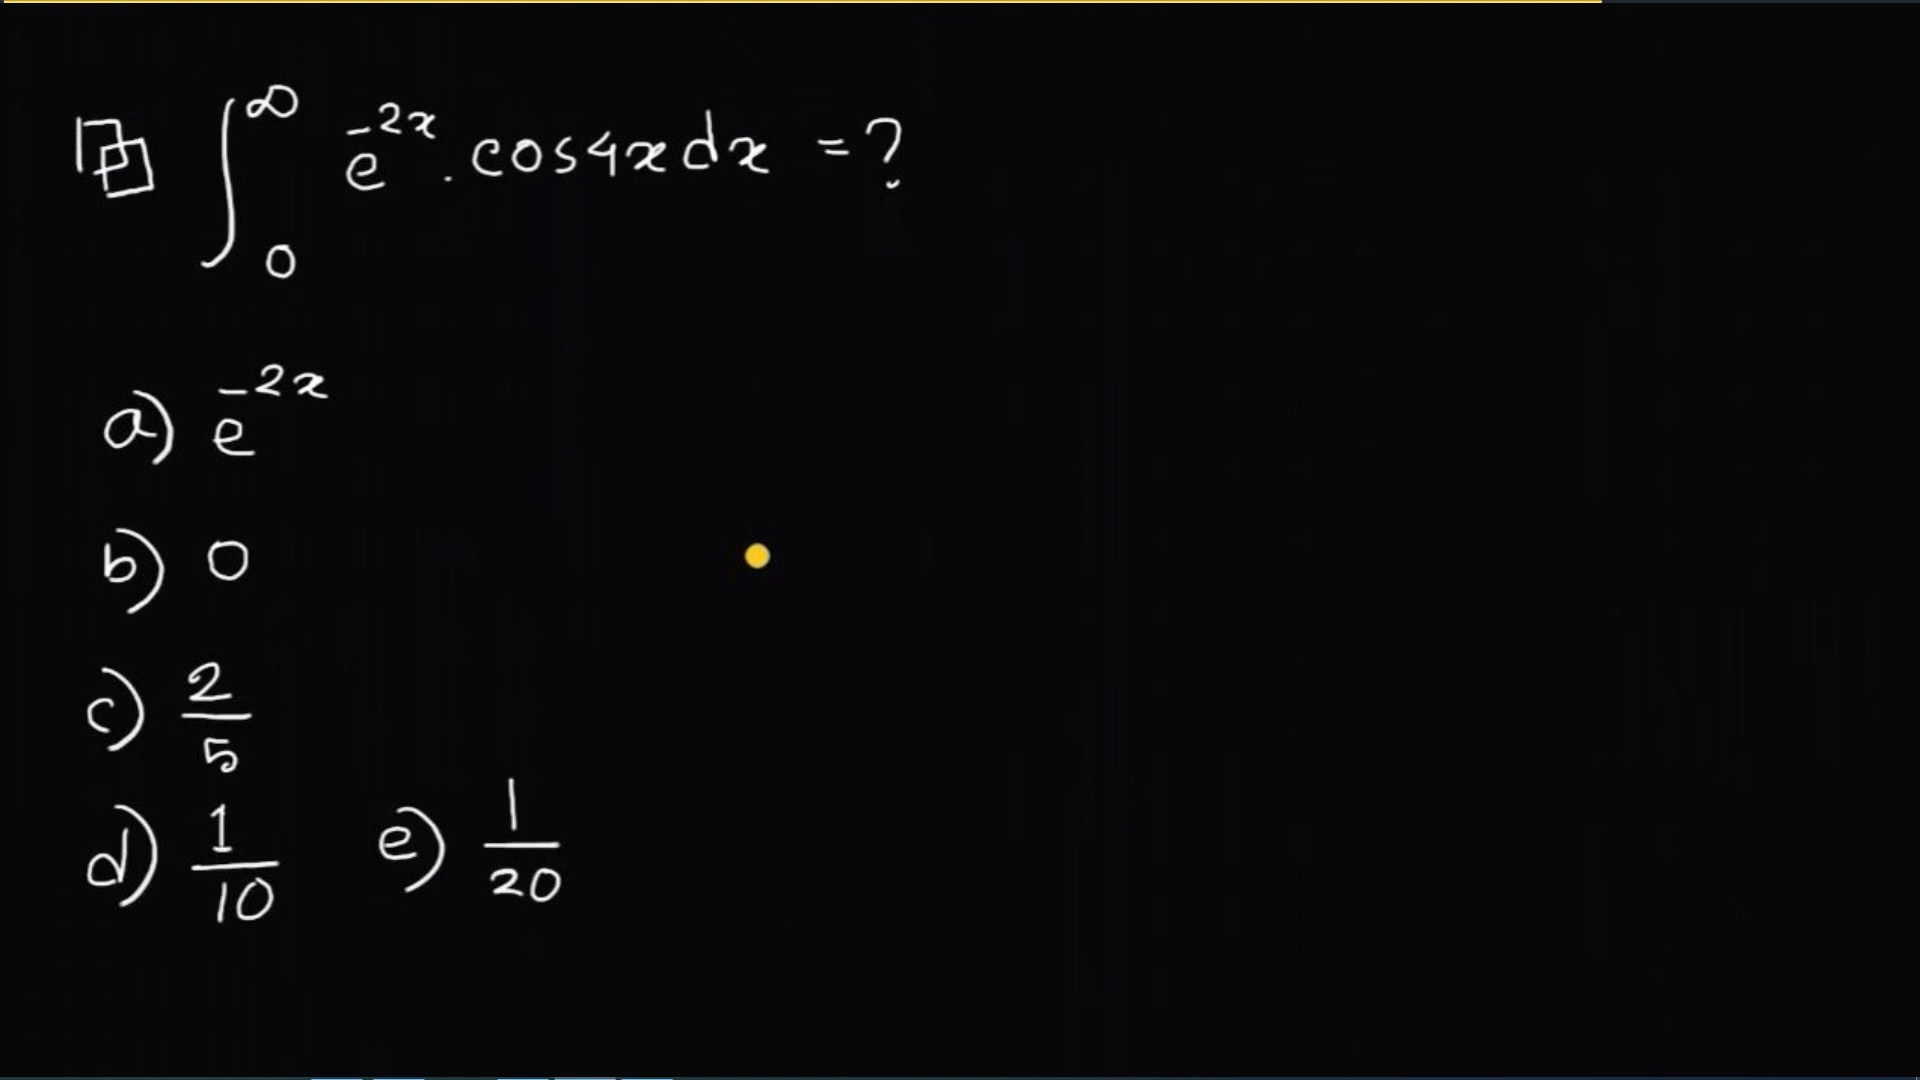 ∫₀^∞ e^{-2x} . cos4x dx = ?
a) e^{-2x}
b) 0
c) 2/5
d) 1/10 e) 1/20